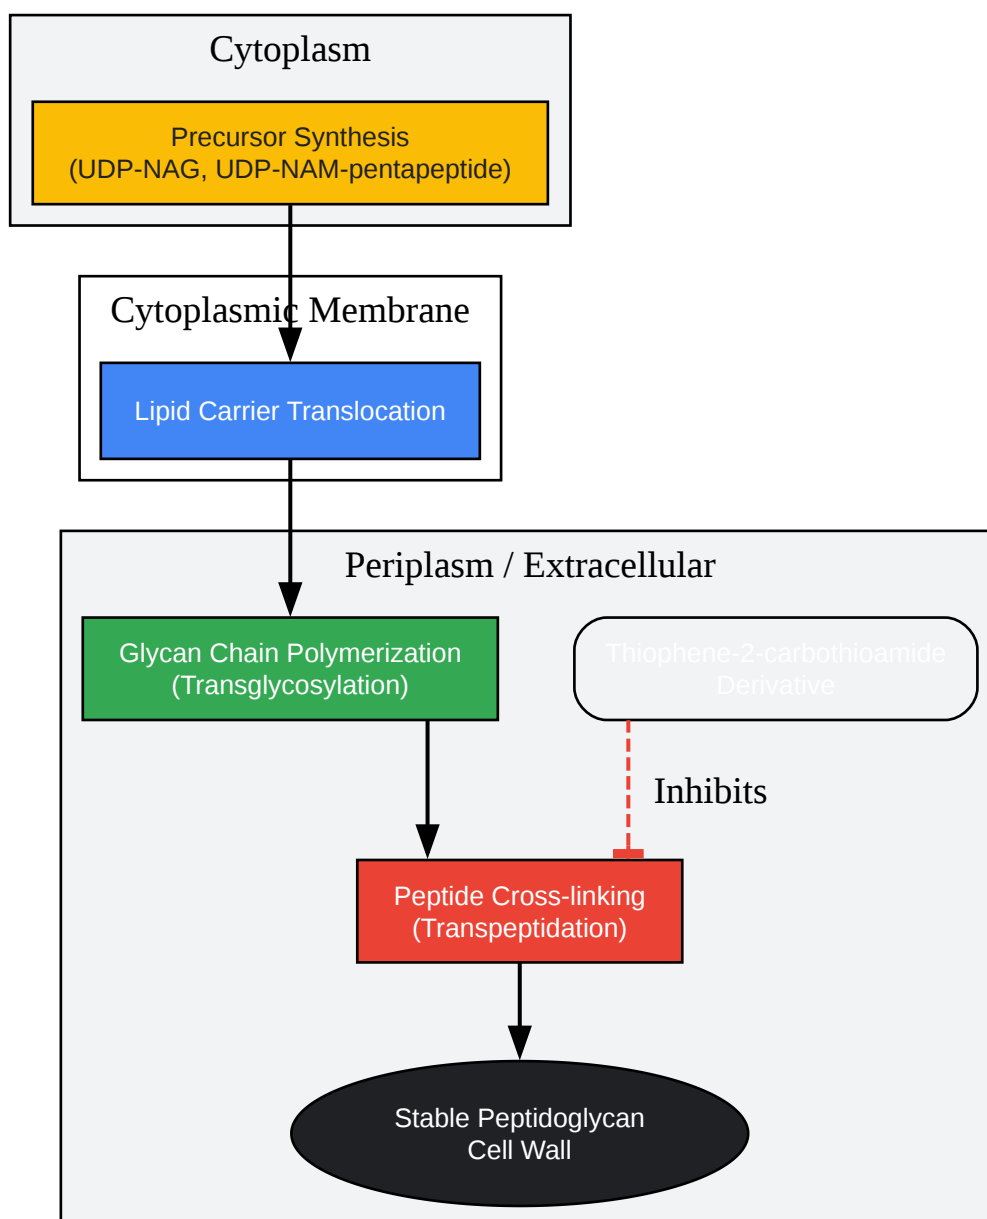 Cytoplasm
Precursor Synthesis
(UDP-NAG, UDP-NAM-pentapeptide)
Cytoplasmic Membrane
Lipid Carrier Translocation
Periplasm / Extracellular
Glycan Chain Polymerization
(Transglycosylation)
Thiophene-2-carbothioamide
Derivative
Inhibits
Peptide Cross-linking
(Transpeptidation)
Stable Peptidoglycan
Cell Wall